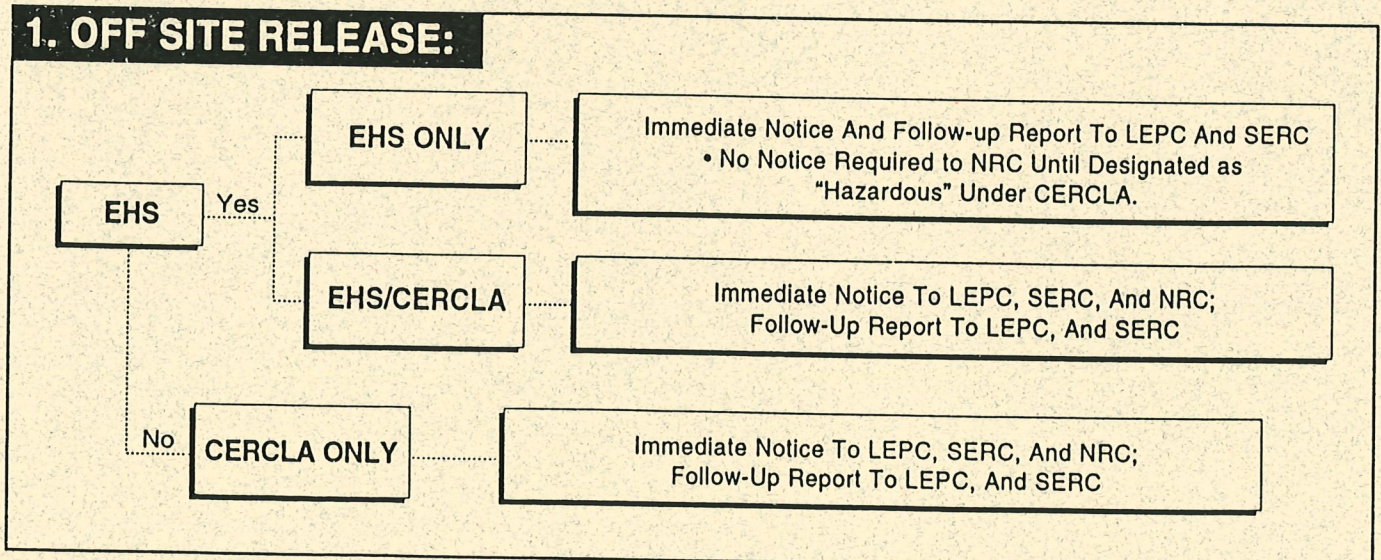 1. OFF SITE RELEASE:
EHS
Yes
EHS ONLY
Immediate Notice And Follow-up Report To LEPC And SERC
• No Notice Required to NRC Until Designated as
"Hazardous" Under CERCLA.
EHS/CERCLA
Immediate Notice To LEPC, SERC, And NRC;
Follow-Up Report To LEPC, And SERC
No
CERCLA ONLY
Immediate Notice To LEPC, SERC, And NRC;
Follow-Up Report To LEPC, And SERC